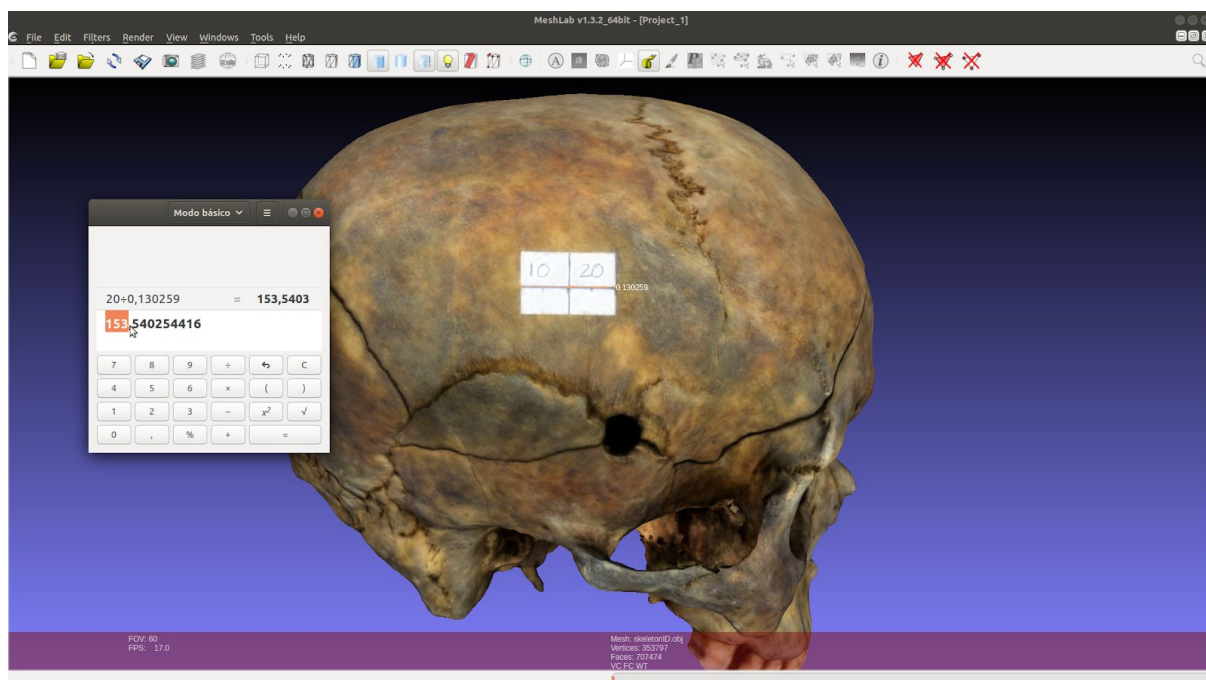 MeshLab v1.3.2_64bit - [Project_1]
File Edit Filters Render View Windows Tools Help
Modo básico
20÷0,130259 = 153,5403
153,540254416
7 8 9 ÷ C
4 5 6 × ( )
1 2 3 − x² √
0 , % + =
10 20
0.130259
FOV: 60
FPS: 17.0
Mesh: skeletonID.obj
Vertices: 353797
Faces: 707474
VC FC WT